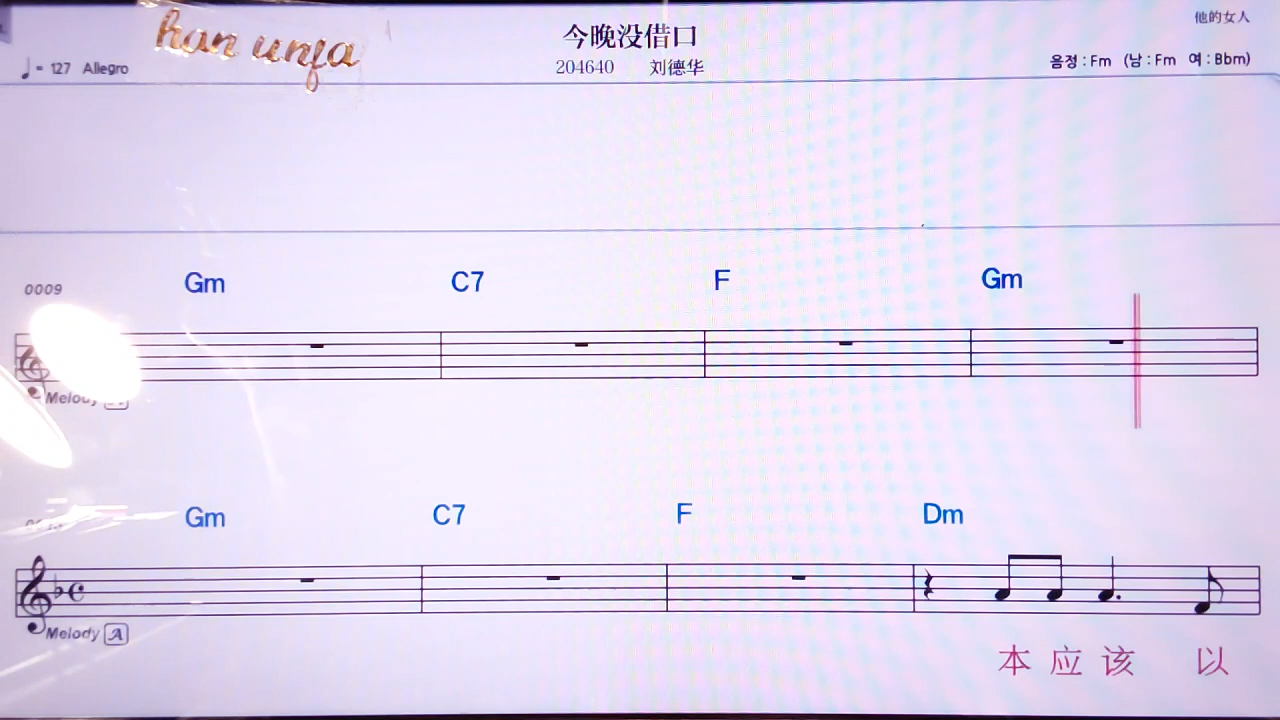 han unfa
今晚没借口
他的女人
♩= 127 Allegro
204640 刘德华
음정 : Fm (남 : Fm 여 : Bbm)
Gm C7 F Gm
0009
Melody
Gm C7 F Dm
Melody A
本 应 该 以